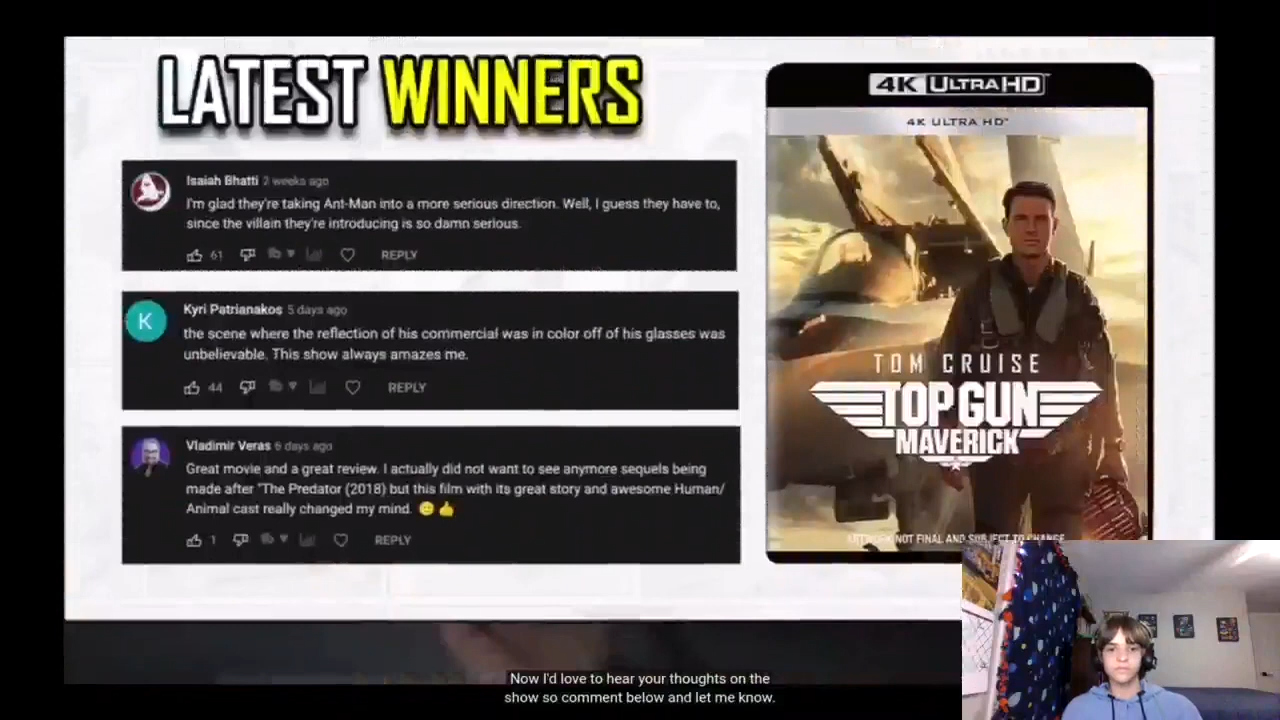 LATEST WINNERS
4K ULTRA HD
4K ULTRA HD
Isaiah Bhatti 2 weeks ago
I'm glad they're taking Ant-Man into a more serious direction. Well, I guess they have to,
since the villain they're introducing is so damn serious.
61 REPLY
K
Kyri Patrianakos 5 days ago
the scene where the reflection of his commercial was in color off of his glasses was
unbelievable. This show always amazes me.
44 REPLY
Vladimir Veras 6 days ago
Great movie and a great review. I actually did not want to see anymore sequels being
made after "The Predator (2018) but this film with its great story and awesome Human/
Animal cast really changed my mind. 😊👍
1 REPLY
TOM CRUISE
TOP GUN
MAVERICK
ARTWORK NOT FINAL AND SUBJECT TO CHANGE
Now I'd love to hear your thoughts on the
show so comment below and let me know.